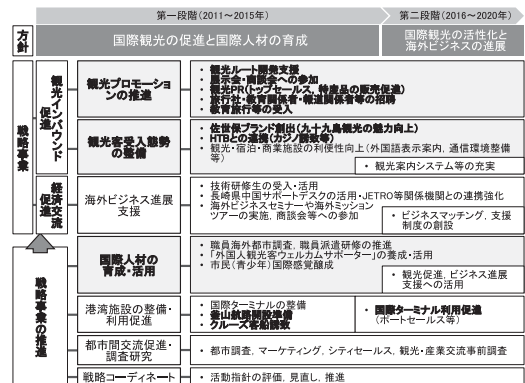 第一段階(2011～2015年)
第二段階(2016～2020年)
方針
国際観光の促進と国際人材の育成
国際観光の活性化と
海外ビジネスの進展
戦略事業
観光インバウンド
促進
観光プロモーショ
ンの推進
・ 観光ルート開発支援
・ 展示会・商談会への参加
・ 観光PR(トップセールス, 特産品の販売促進)
・ 旅行社・教育関係者・報道関係者等の招聘
・ 教育旅行等の受入
観光客受入態勢
の整備
・ 佐世保ブランド創出(九十九島観光の魅力向上)
・ HTBとの連携(カジノ誘致等)
・ 観光・宿泊・商業施設の利便性向上(外国語表示案内, 通信環境整備
等)
・ 観光案内システム等の充実
経済交流
促進
海外ビジネス進展
支援
・ 技術研修生の受入・活用
・ 長崎県中国サポートデスクの活用・JETRO等関係機関との連携強化
・ 海外ビジネスセミナーや海外ミッション
ツアーの実施, 商談会等への参加
・ ビジネスマッチング, 支援
制度の創設
戦略事業の推進
国際人材の
育成・活用
・ 職員海外都市調査, 職員派遣研修の推進
・ 「外国人観光客ウェルカムサポーター」の養成・活用
・ 市民(青少年)国際感覚醸成
・ 観光促進, ビジネス進展
支援への活用
港湾施設の整備・
利用促進
・ 国際ターミナルの整備
・ 釜山航路開設準備
・ クルーズ客船誘致
・ 国際ターミナル利用促進
(ポートセールス等)
都市間交流促進・
調査研究
・ 都市調査, マーケティング, シティセールス, 観光・産業交流事前調査
戦略コーディネート
・ 活動指針の評価, 見直し, 推進